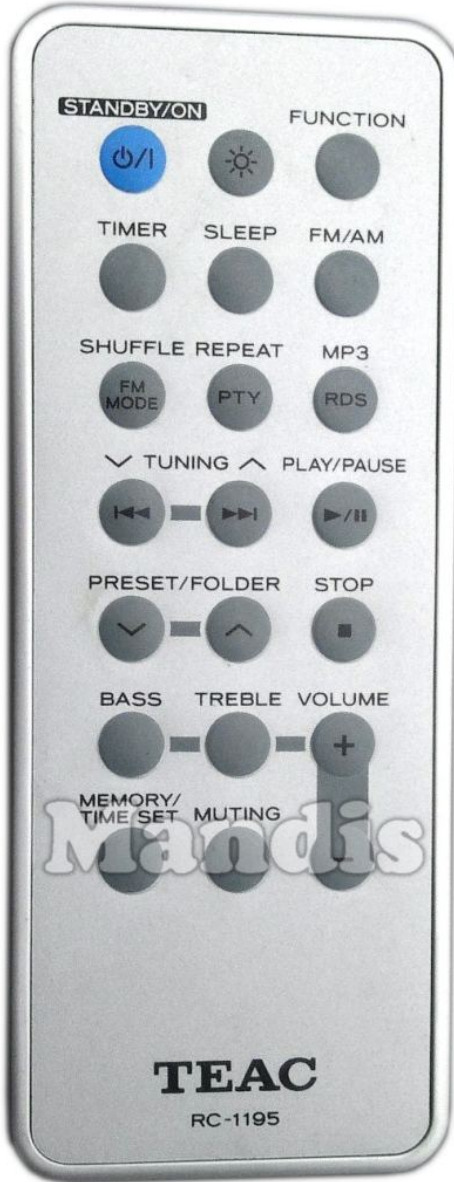 STANDBY/ON
FUNCTION
TIMER SLEEP FM/AM
SHUFFLE REPEAT MP3
FM
MODE
PTY
RDS
TUNING PLAY/PAUSE
PRESET/FOLDER STOP
BASS TREBLE VOLUME
+
MEMORY/
TIME SET
MUTING
-
Mandis
TEAC
RC-1195